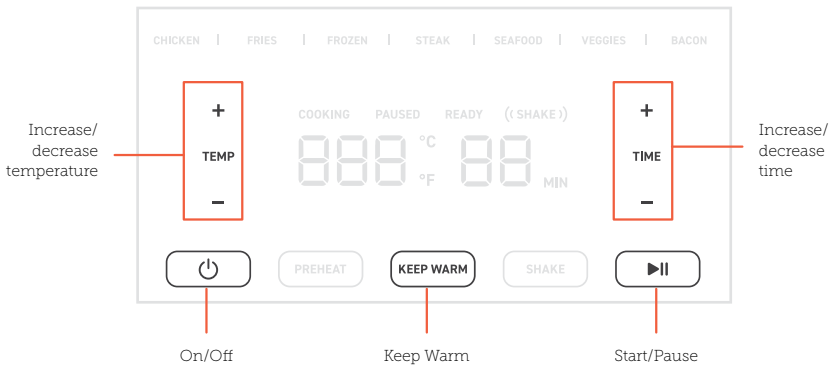 CHICKEN | FRIES | FROZEN | STEAK | SEAFOOD | VEGGIES | BACON
+
TEMP
−
Increase/
decrease
temperature
COOKING PAUSED READY ((SHAKE))
888 °C 88
°F MIN
+
TIME
−
Increase/
decrease
time
PREHEAT KEEP WARM SHAKE
On/Off Keep Warm Start/Pause